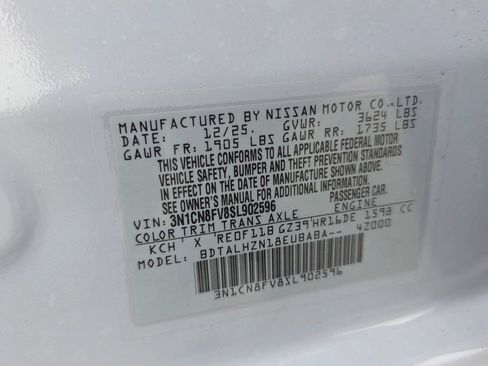 MANUFACTURED BY NISSAN MOTOR CO., LTD.
DATE: 12/25. GVWR: 3624 LBS
GAWR FR: 1905 LBS GAWR RR: 1735 LBS
THIS VEHICLE CONFORMS TO ALL APPLICABLE FEDERAL MOTOR
VEHICLE SAFETY, BUMPER AND THEFT PREVENTION STANDARDS
IN EFFECT ON THE DATE OF MANUFACTURE SHOWN ABOVE.
SEE OWNER'S MANUAL FOR ADDITIONAL INFORMATION
VIN: 3N1CN8FV8SL902596 PASSENGER CAR.
COLOR TRIM TRANS AXLE ENGINE
KCH' X RE0F11B GZ39'HR16DE 1598 CC
MODEL: BDTALHZN18EUBABA-- 4Z000
3N1CN8FV8SL902596